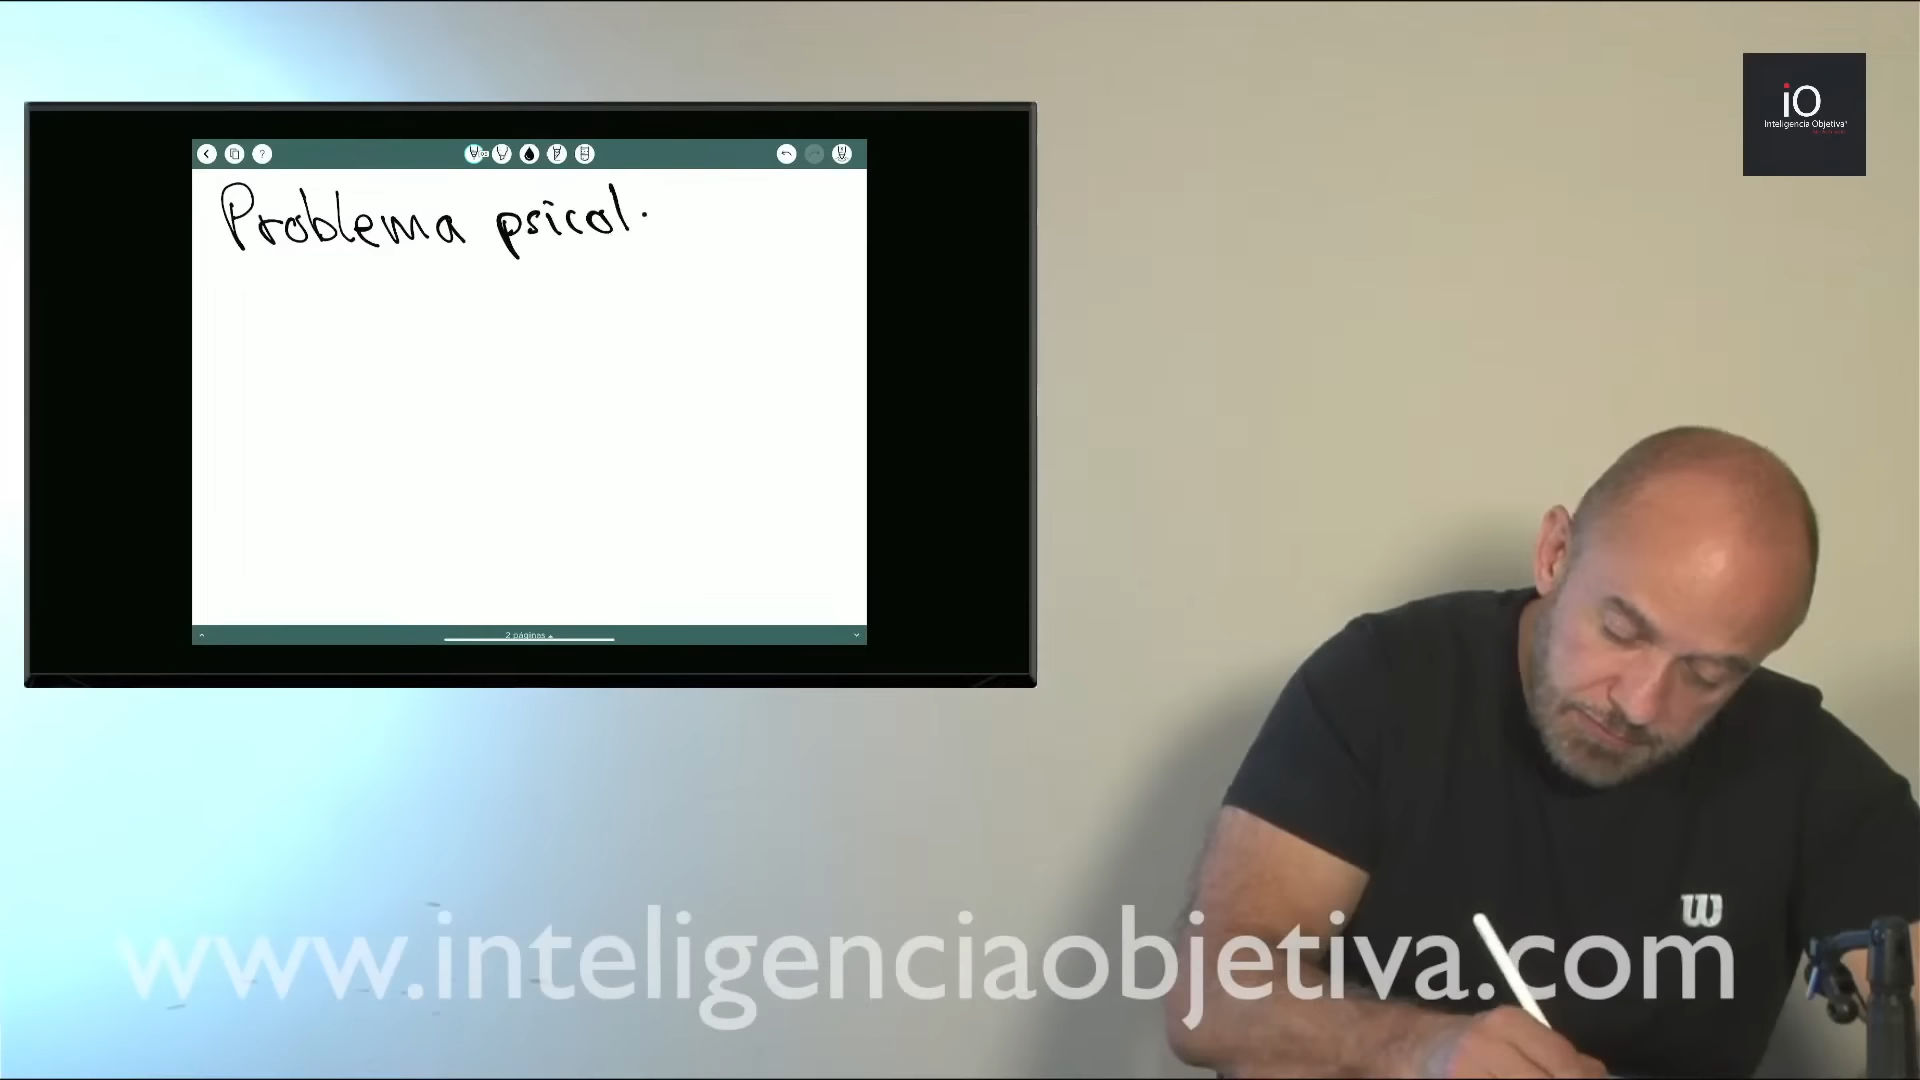 iO
Inteligencia Objetiva
Problema psicol.
2 páginas
www.inteligenciaobjetiva.com
W